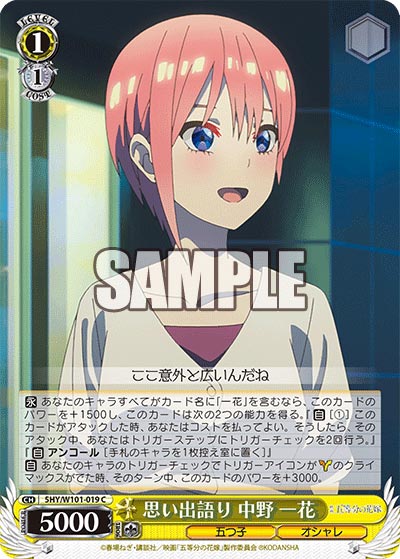 LEVEL
1
1
COST
SAMPLE
ここ意外と広いんだね
永 あなたのキャラすべてがカード名に「一花」を含むなら、このカードの
パワーを+1500し、このカードは次の2つの能力を得る。『自[①] この
カードがアタックした時、あなたはコストを払ってよい。そうしたら、その
アタック中、あなたはトリガーステップにトリガーチェックを2回行う。』
『自 アンコール [手札のキャラを1枚控え室に置く]』
自 あなたのキャラのトリガーチェックでトリガーアイコンが のクライ
マックスがでた時、そのターン中、このカードのパワーを+3000。
CH 5HY/W101-019 C
5000
思い出語り 中野 一花
五等分の花嫁
五つ子
オシャレ
©春場ねぎ・講談社/映画「五等分の花嫁」製作委員会 ©KODANSHA